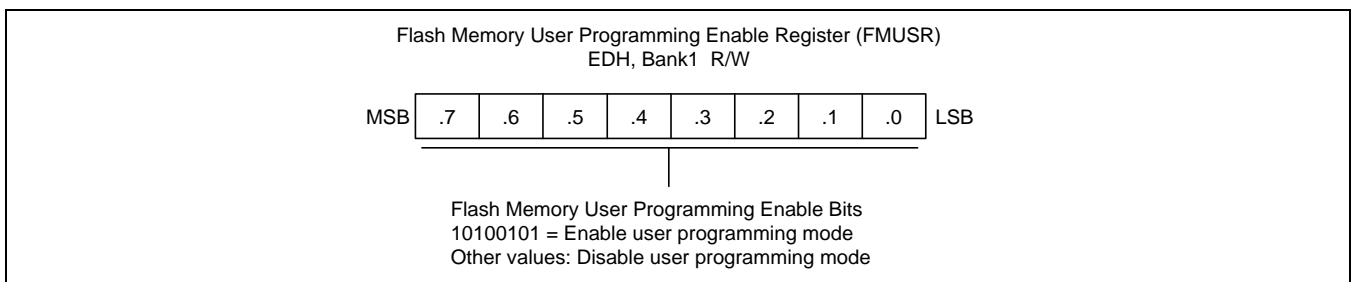 Flash Memory User Programming Enable Register (FMUSR)
EDH, Bank1 R/W
MSB .7 .6 .5 .4 .3 .2 .1 .0 LSB
Flash Memory User Programming Enable Bits
10100101 = Enable user programming mode
Other values: Disable user programming mode